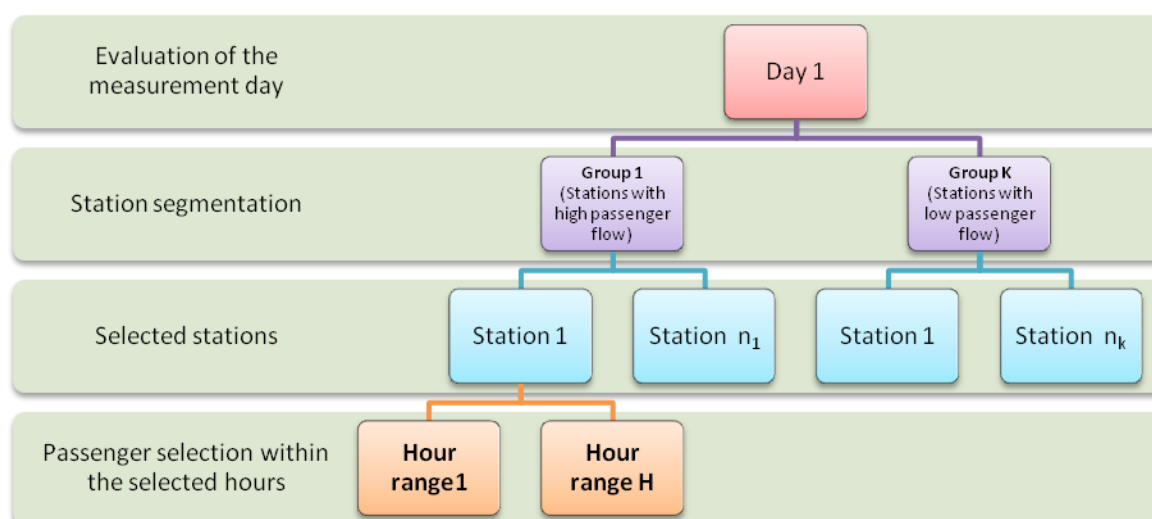 Evaluation of the
measurement day
Day 1
Station segmentation
Group 1
(Stations with
high passenger
flow)
Group K
(Stations with
low passenger
flow)
Selected stations
Station 1
Station n₁
Station 1
Station nₖ
Passenger selection within
the selected hours
Hour
range1
Hour
range H